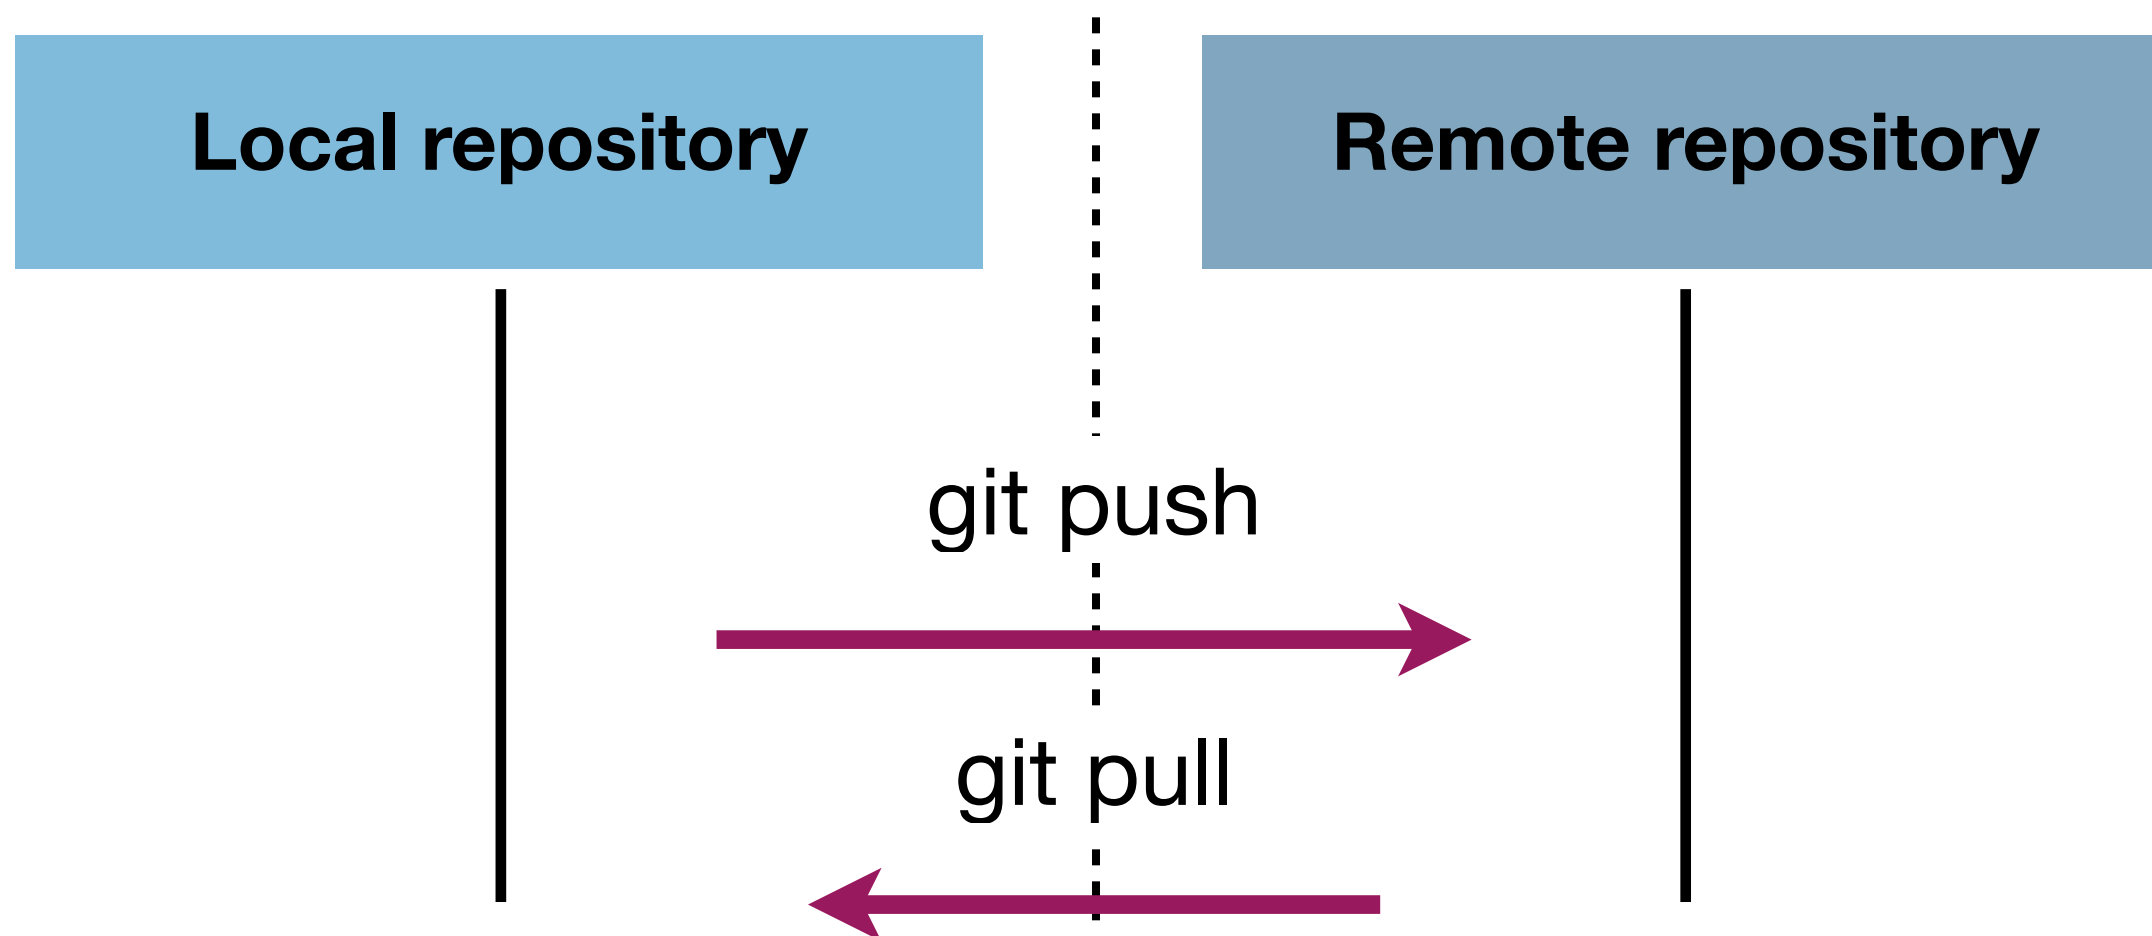 Local repository
Remote repository
git push
git pull